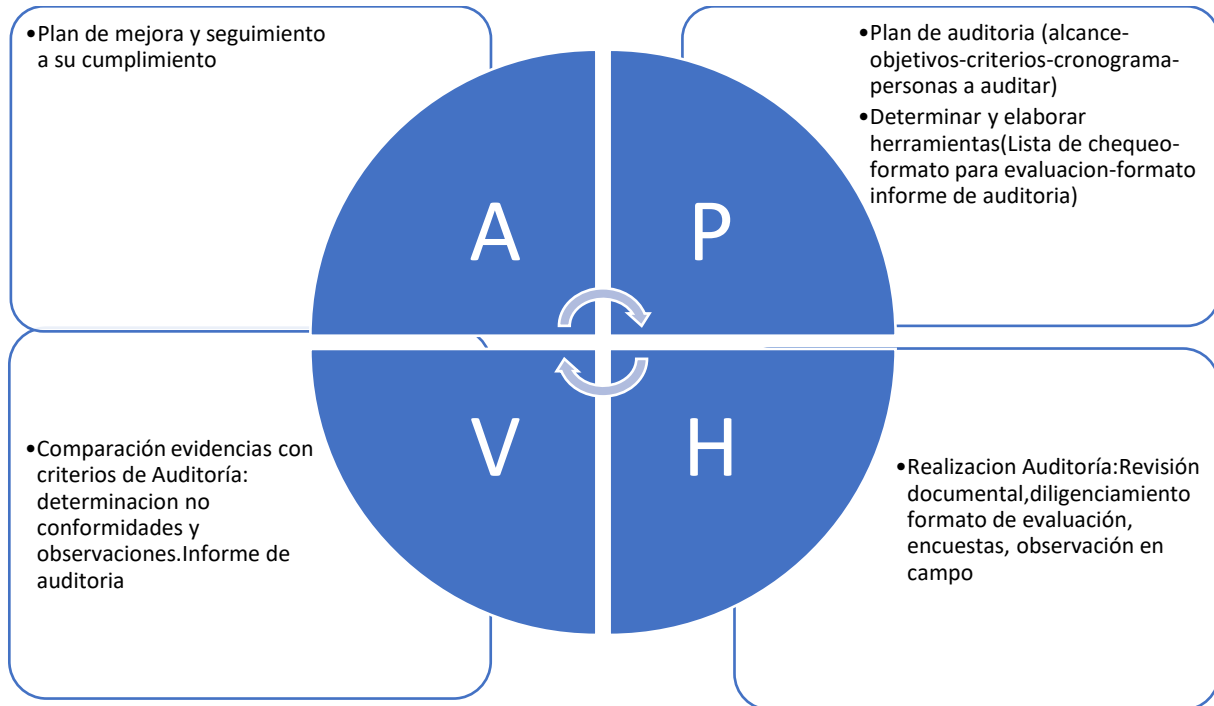 •Plan de mejora y seguimiento
a su cumplimiento
•Plan de auditoria (alcance-
objetivos-criterios-cronograma-
personas a auditar)
•Determinar y elaborar
herramientas(Lista de chequeo-
formato para evaluacion-formato
informe de auditoria)
A
P
V
H
•Comparación evidencias con
criterios de Auditoría:
determinacion no
conformidades y
observaciones.Informe de
auditoria
•Realizacion Auditoría:Revisión
documental,diligenciamiento
formato de evaluación,
encuestas, observación en
campo